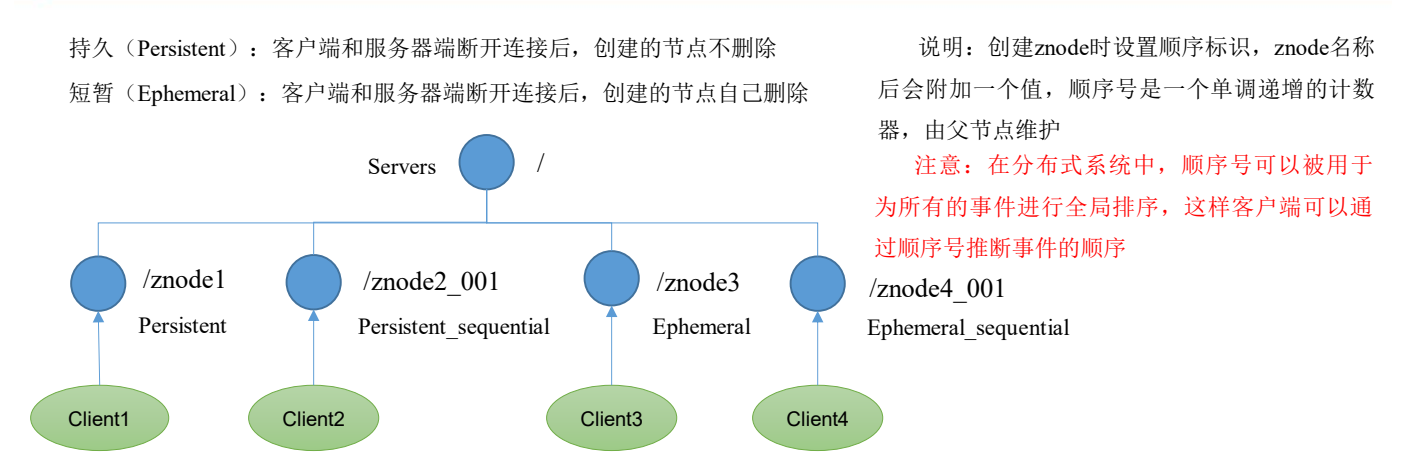 持久（Persistent）：客户端和服务器端断开连接后，创建的节点不删除
短暂（Ephemeral）：客户端和服务器端断开连接后，创建的节点自己删除
说明：创建znode时设置顺序标识，znode名称
后会附加一个值，顺序号是一个单调递增的计数
器，由父节点维护
注意：在分布式系统中，顺序号可以被用于
为所有的事件进行全局排序，这样客户端可以通
过顺序号推断事件的顺序
Servers
/
/znode1
Persistent
/znode2_001
Persistent_sequential
/znode3
Ephemeral
/znode4_001
Ephemeral_sequential
Client1
Client2
Client3
Client4